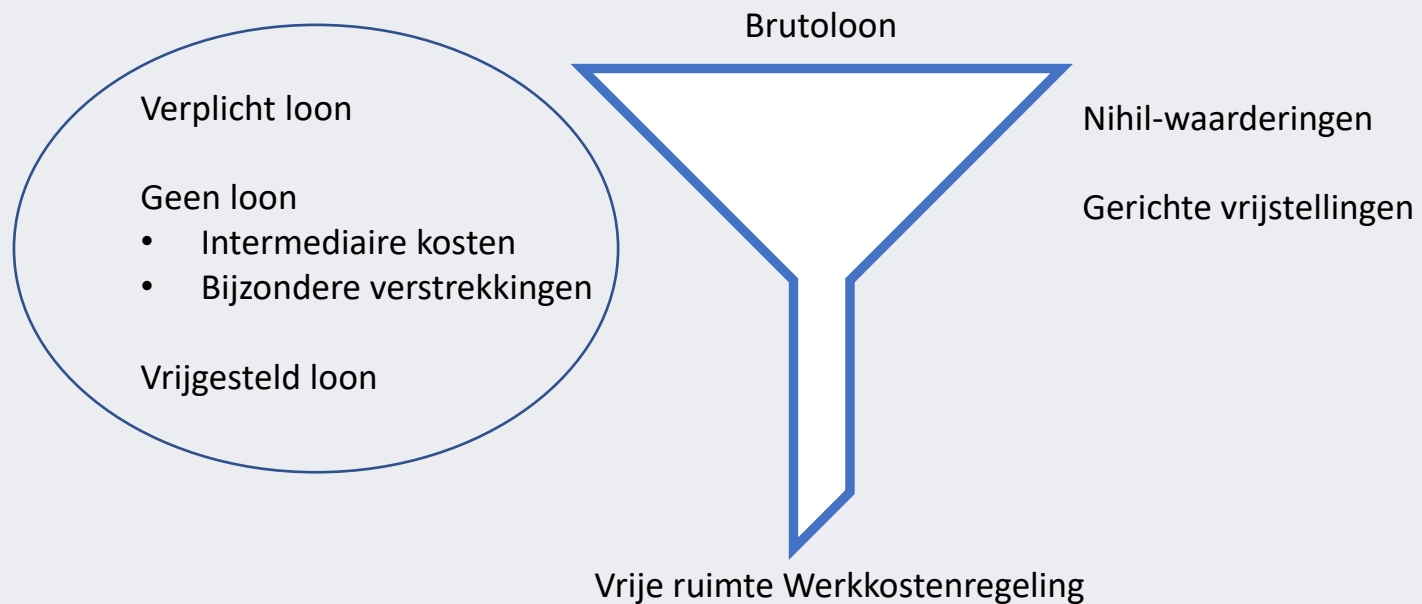 Brutoloon
Verplicht loon
Geen loon
• Intermediaire kosten
• Bijzondere verstrekkingen
Vrijgesteld loon
Nihil-waarderingen
Gerichte vrijstellingen
Vrije ruimte Werkkostenregeling